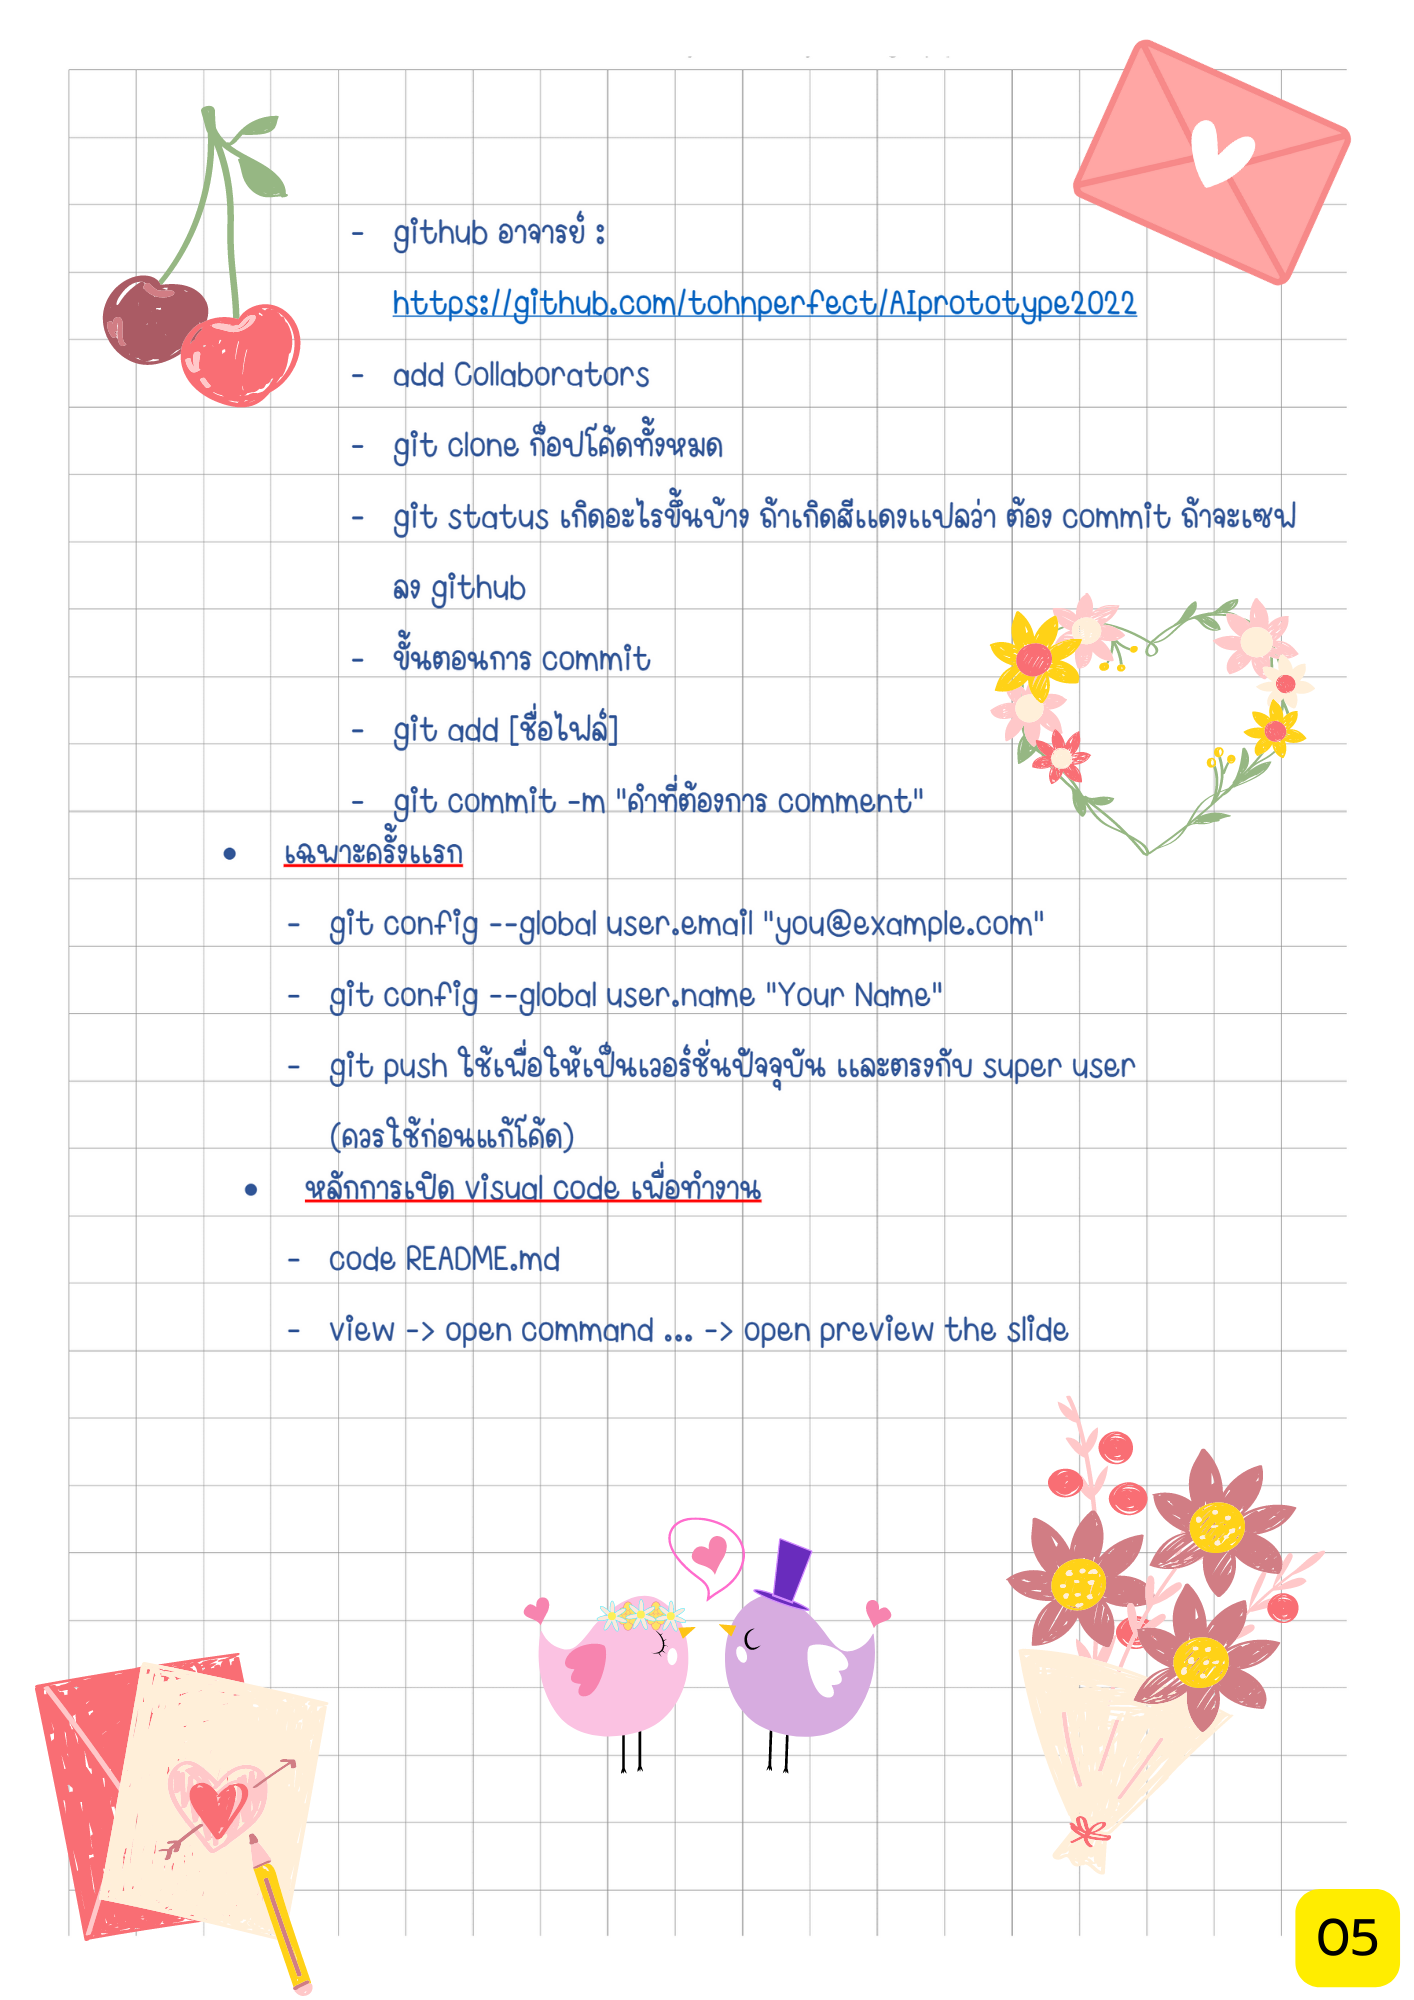 - github อาจารย์ :
https://github.com/tohnperfect/AIprototype2022
- add Collaborators
- git clone ก็อปโค้ดทั้งหมด
- git status เกิดอะไรขึ้นบ้าง ถ้าเกิดสีแดงแปลว่า ต้อง commit ถ้าจะเซฟ
ลง github
- ขั้นตอนการ commit
- git add [ชื่อไฟล์]
- git commit -m "คำที่ต้องการ comment"
• เฉพาะครั้งแรก
- git config --global user.email "you@example.com"
- git config --global user.name "Your Name"
- git push ใช้เพื่อให้เป็นเวอร์ชั่นปัจจุบัน และตรงกับ super user
(ควรใช้ก่อนแก้โค้ด)
• หลักการเปิด visual code เพื่อทำงาน
- code README.md
- view -> open command ... -> open preview the slide
05